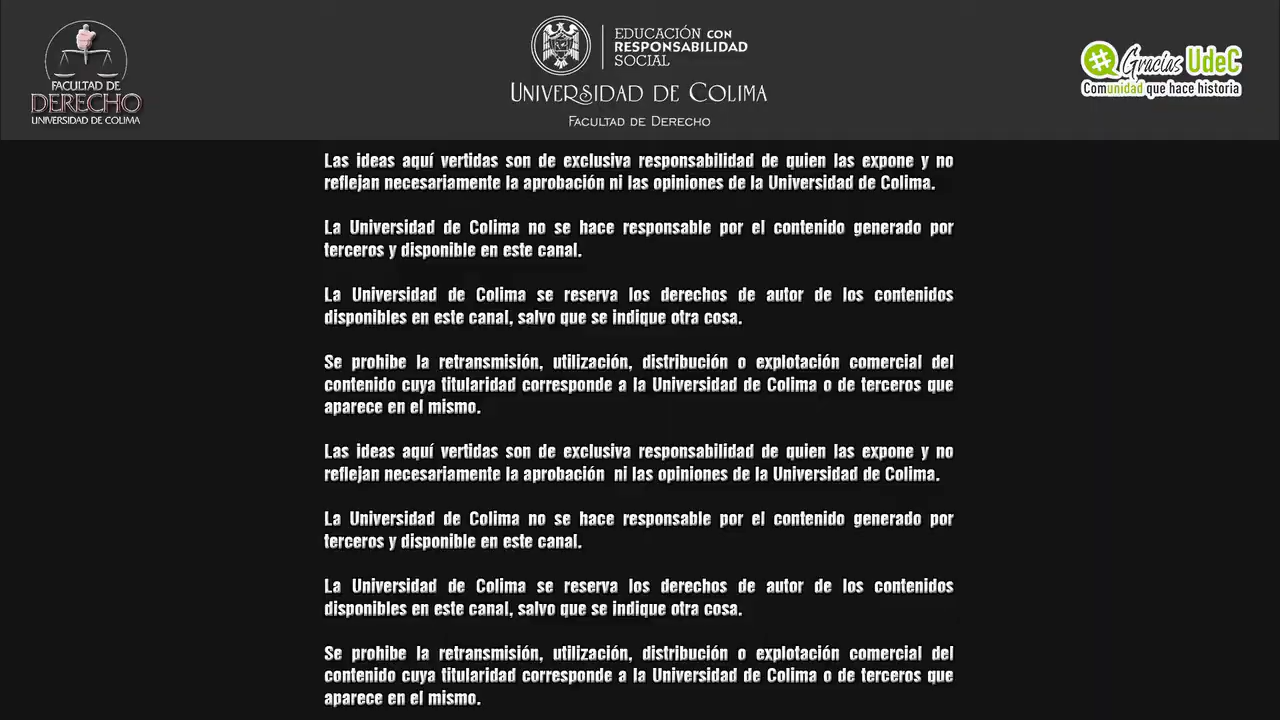 FACULTAD DE
DERECHO
UNIVERSIDAD DE COLIMA
EDUCACIÓN CON
RESPONSABILIDAD
SOCIAL
UNIVERSIDAD DE COLIMA
FACULTAD DE DERECHO
# Gracias UdeC
Comunidad que hace historia
Las ideas aquí vertidas son de exclusiva responsabilidad de quien las expone y no
reflejan necesariamente la aprobación ni las opiniones de la Universidad de Colima.
La Universidad de Colima no se hace responsable por el contenido generado por
terceros y disponible en este canal.
La Universidad de Colima se reserva los derechos de autor de los contenidos
disponibles en este canal, salvo que se indique otra cosa.
Se prohibe la retransmisión, utilización, distribución o explotación comercial del
contenido cuya titularidad corresponde a la Universidad de Colima o de terceros que
aparece en el mismo.
Las ideas aquí vertidas son de exclusiva responsabilidad de quien las expone y no
reflejan necesariamente la aprobación ni las opiniones de la Universidad de Colima.
La Universidad de Colima no se hace responsable por el contenido generado por
terceros y disponible en este canal.
La Universidad de Colima se reserva los derechos de autor de los contenidos
disponibles en este canal, salvo que se indique otra cosa.
Se prohibe la retransmisión, utilización, distribución o explotación comercial del
contenido cuya titularidad corresponde a la Universidad de Colima o de terceros que
aparece en el mismo.